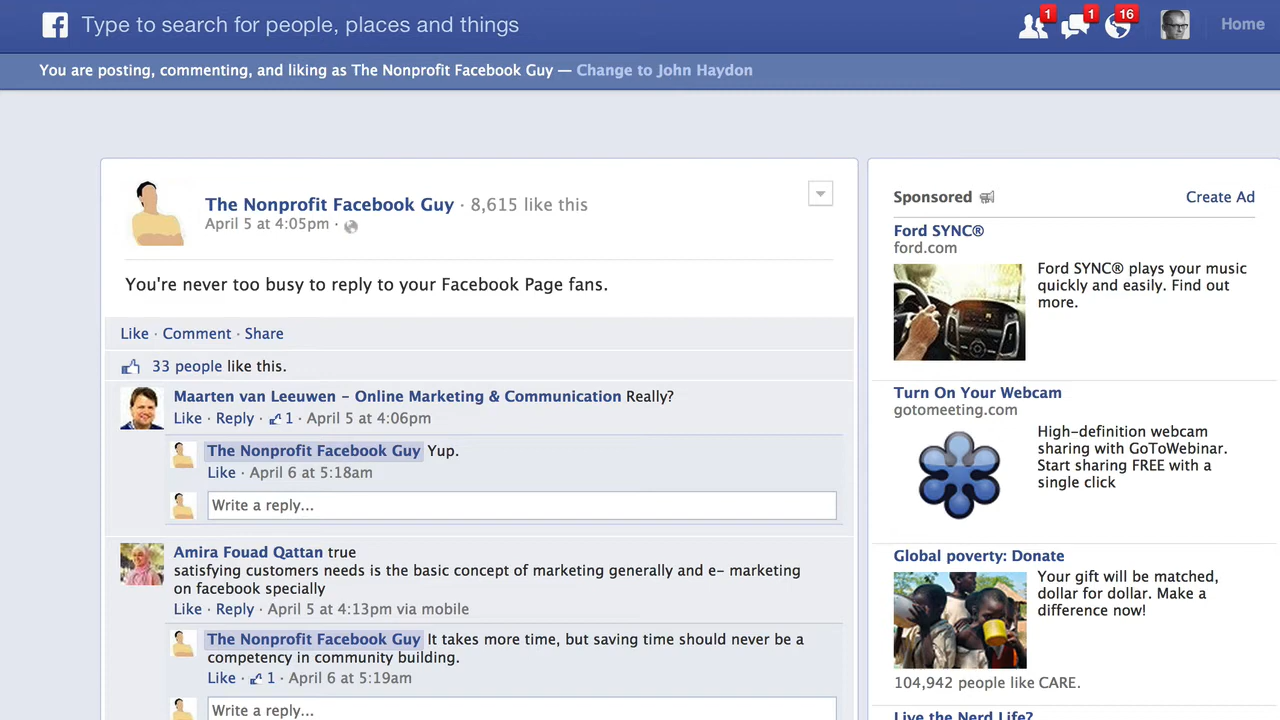 Type to search for people, places and things
1
1
16
Home
You are posting, commenting, and liking as The Nonprofit Facebook Guy — Change to John Haydon
The Nonprofit Facebook Guy · 8,615 like this
April 5 at 4:05pm ·
You're never too busy to reply to your Facebook Page fans.
Like · Comment · Share
33 people like this.
Maarten van Leeuwen - Online Marketing & Communication Really?
Like · Reply · 1 · April 5 at 4:06pm
The Nonprofit Facebook Guy Yup.
Like · April 6 at 5:18am
Write a reply...
Amira Fouad Qattan true
satisfying customers needs is the basic concept of marketing generally and e- marketing
on facebook specially
Like · Reply · April 5 at 4:13pm via mobile
The Nonprofit Facebook Guy It takes more time, but saving time should never be a
competency in community building.
Like · 1 · April 6 at 5:19am
Write a reply...
Sponsored
Create Ad
Ford SYNC®
ford.com
Ford SYNC® plays your music
quickly and easily. Find out
more.
Turn On Your Webcam
gotomeeting.com
High-definition webcam
sharing with GoToWebinar.
Start sharing FREE with a
single click
Global poverty: Donate
Your gift will be matched,
dollar for dollar. Make a
difference now!
104,942 people like CARE.
Live the Nerd Life?